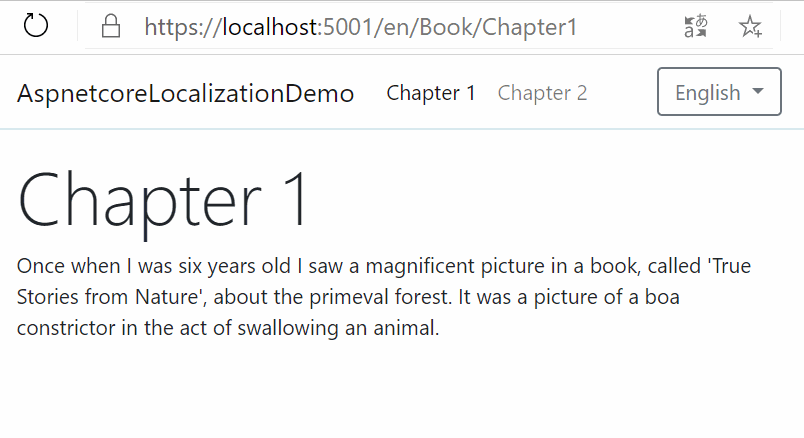 https://localhost:5001/en/Book/Chapter1
AspnetcoreLocalizationDemo Chapter 1 Chapter 2 English
Chapter 1
Once when I was six years old I saw a magnificent picture in a book, called 'True
Stories from Nature', about the primeval forest. It was a picture of a boa
constrictor in the act of swallowing an animal.